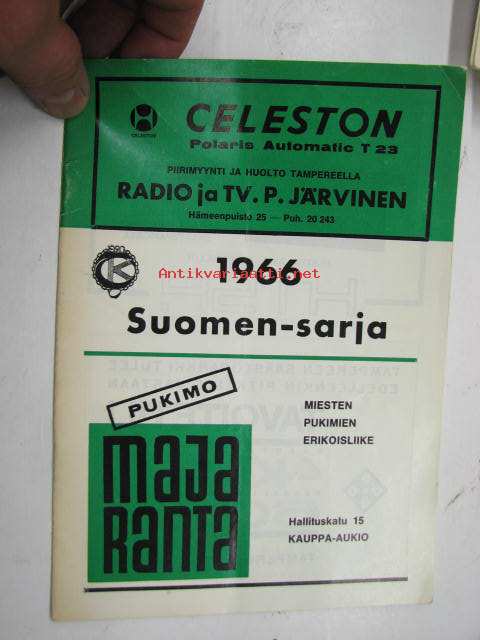 CELESTON
Polaris Automatic T 23
PIIRIMYYNTI JA HUOLTO TAMPEREELLA
RADIO ja TV. P. JÄRVINEN
Hämeenpuisto 25 — Puh. 20 243
K
1966
Antikvariaatti.net
Suomen-sarja
PUKIMO
maja
RANTA
MIESTEN
PUKIMIEN
ERIKOISLIIKE
Hallituskatu 15
KAUPPA-AUKIO